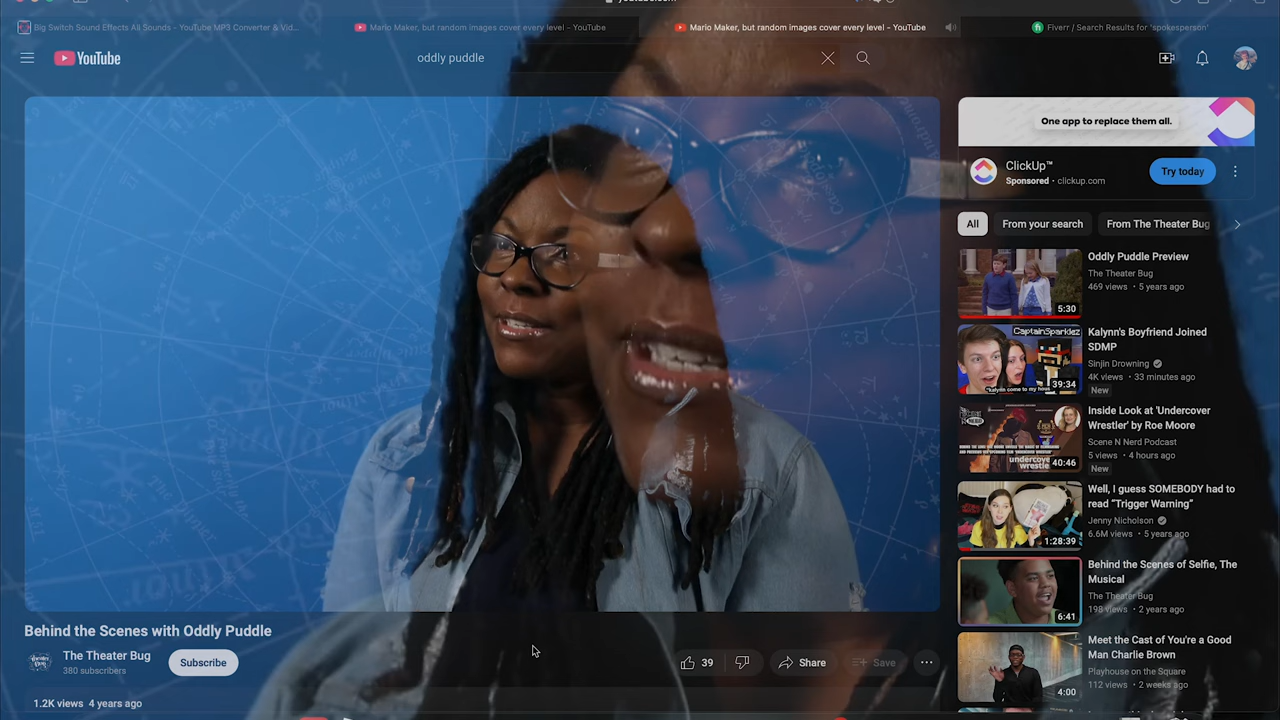 Big Switch Sound Effects All Sounds - YouTube MP3 Converter & Vid...
Mario Maker, but random images cover every level - YouTube
Mario Maker, but random images cover every level - YouTube
Fiverr / Search Results for 'spokesperson'
YouTube
oddly puddle
One app to replace them all.
ClickUp™
Sponsored · clickup.com
Try today
All
From your search
From The Theater Bug
Oddly Puddle Preview
The Theater Bug
469 views • 5 years ago
5:30
CaptainSparklez
Kalynn's Boyfriend Joined
SDMP
Sinjin Drowning
4K views • 33 minutes ago
39:34
New
Inside Look at 'Undercover
Wrestler' by Roe Moore
Scene N Nerd Podcast
5 views • 4 hours ago
40:46
New
Well, I guess SOMEBODY had to
read “Trigger Warning”
Jenny Nicholson
6.6M views • 5 years ago
1:28:39
Behind the Scenes of Selfie, The
Musical
The Theater Bug
198 views • 2 years ago
6:41
Meet the Cast of You're a Good
Man Charlie Brown
Playhouse on the Square
112 views • 2 weeks ago
4:00
Behind the Scenes with Oddly Puddle
The Theater Bug
380 subscribers
Subscribe
39
Share
Save
1.2K views 4 years ago